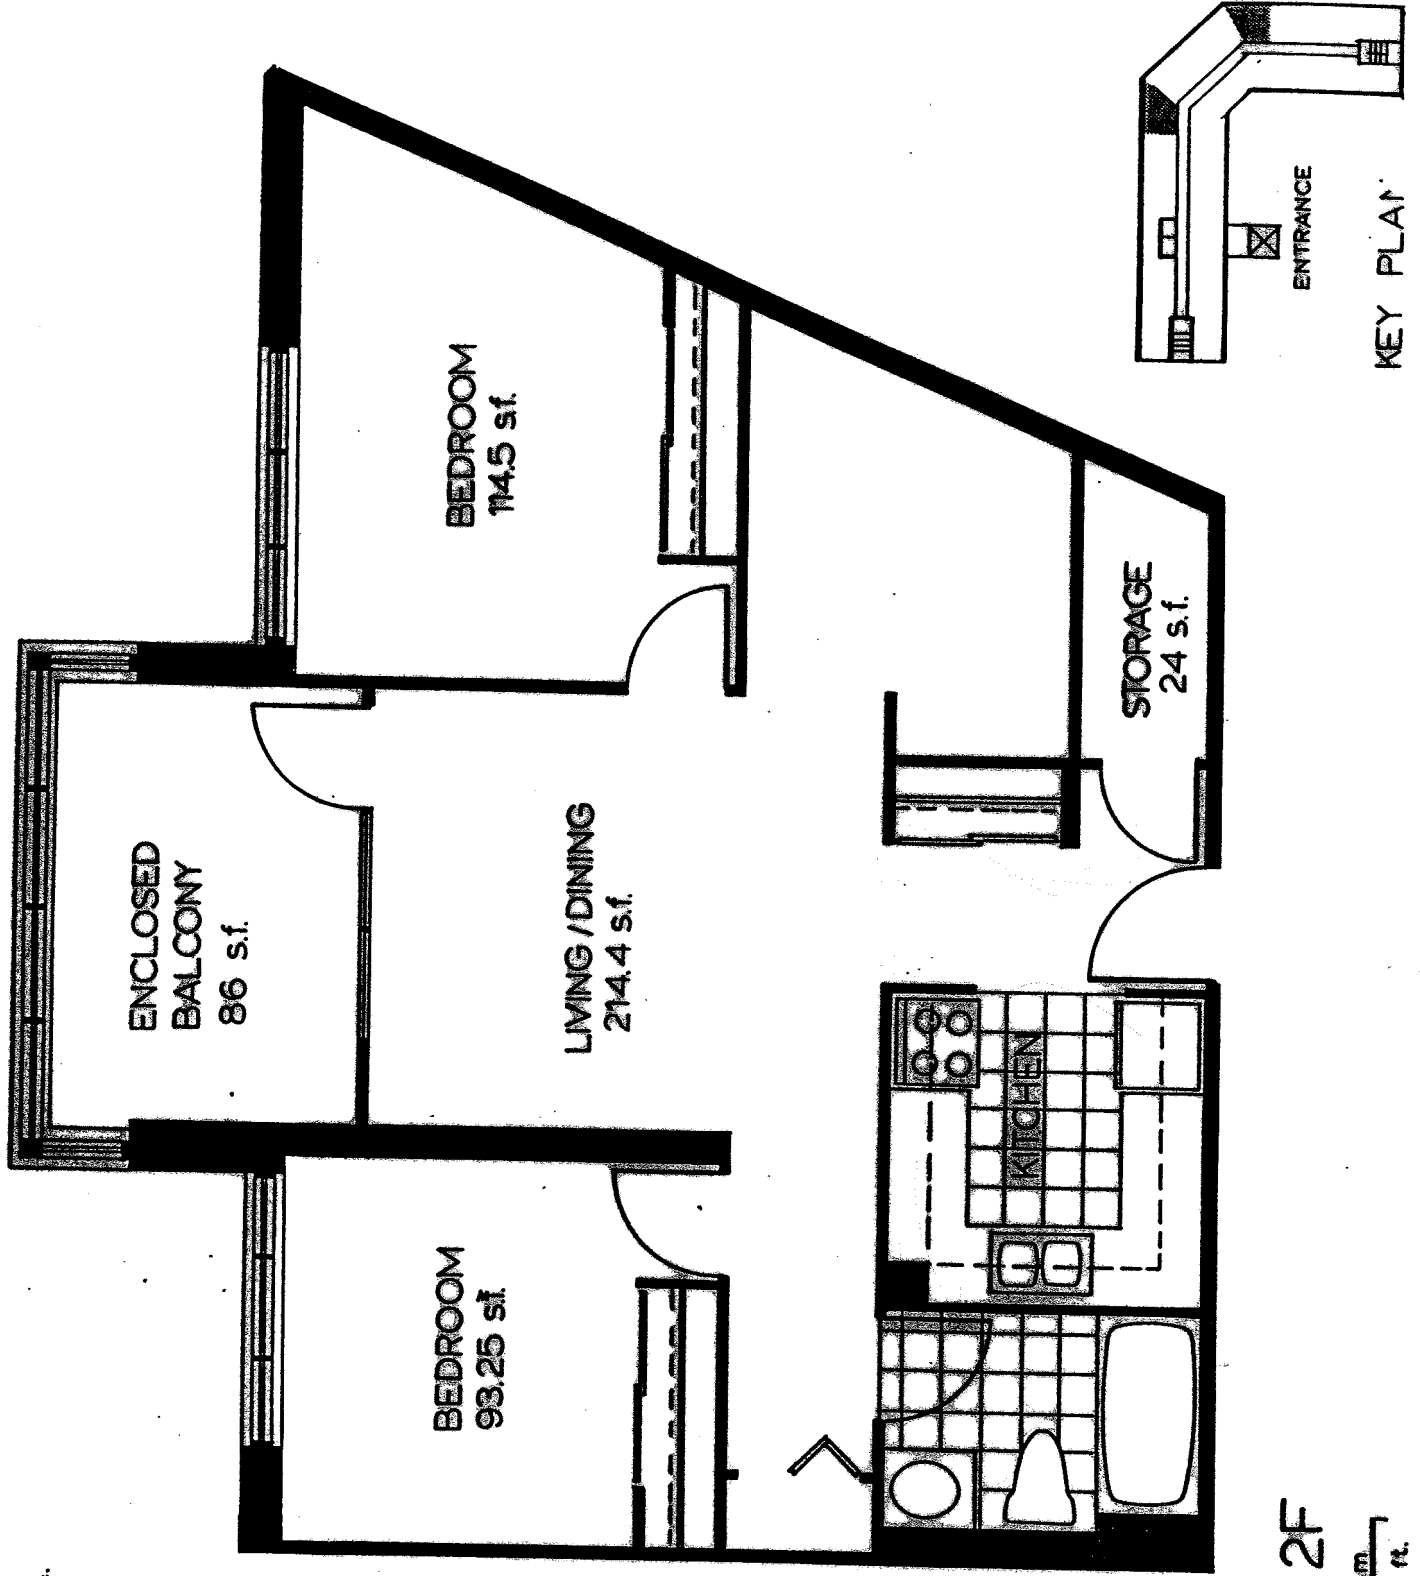 ENCLOSED
BALCONY
86 s.f.
BEDROOM
93.25 s.f.
LIVING / DINING
214.4 s.f.
BEDROOM
114.5 s.f.
KITCHEN
STORAGE
24 s.f.
2F
m
ft.
ENTRANCE
KEY PLAN